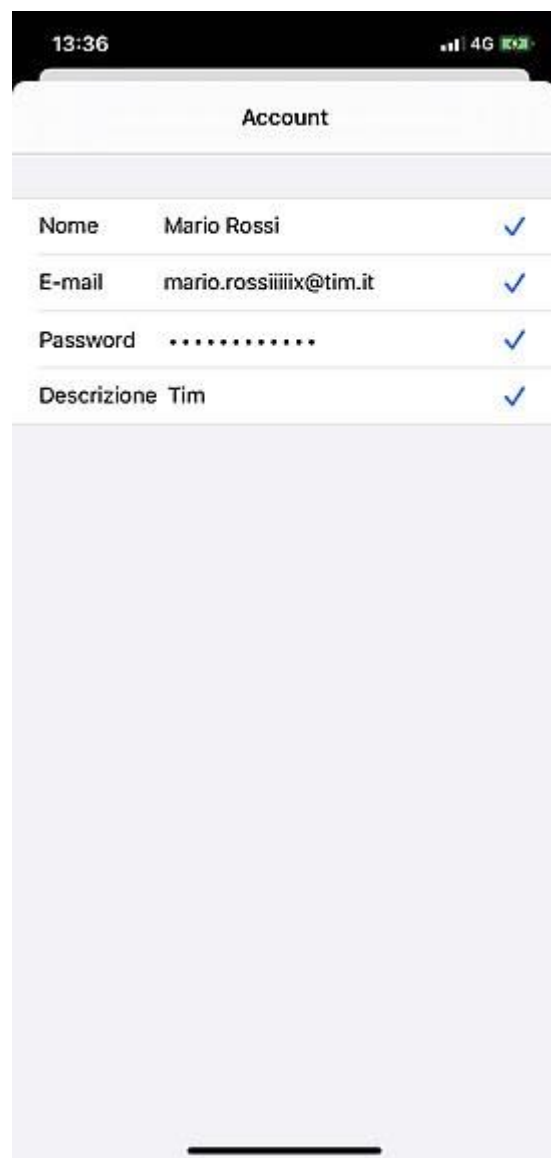 13:36 4G
Account
Nome Mario Rossi
E-mail mario.rossiiiiix@tim.it
Password ••••••••••••
Descrizione Tim